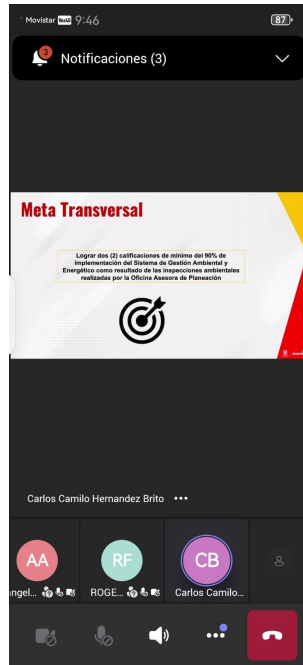 Movistar 9:46 87
3
Notificaciones (3)
Meta Transversal
Lograr dos (2) calificaciones de mínimo del 90% de
implementación del Sistema de Gestión Ambiental y
Energético como resultado de las inspecciones ambientales
realizadas por la Oficina Asesora de Planeación
Carlos Camilo Hernandez Brito
AA
RF
CB
ngel...
ROGE...
Carlos Camilo...